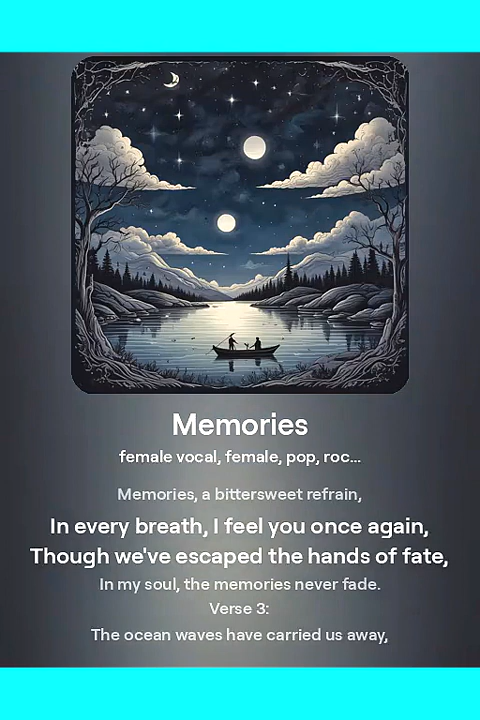 Memories
female vocal, female, pop, roc...
Memories, a bittersweet refrain,
In every breath, I feel you once again,
Though we've escaped the hands of fate,
In my soul, the memories never fade.
Verse 3:
The ocean waves have carried us away,